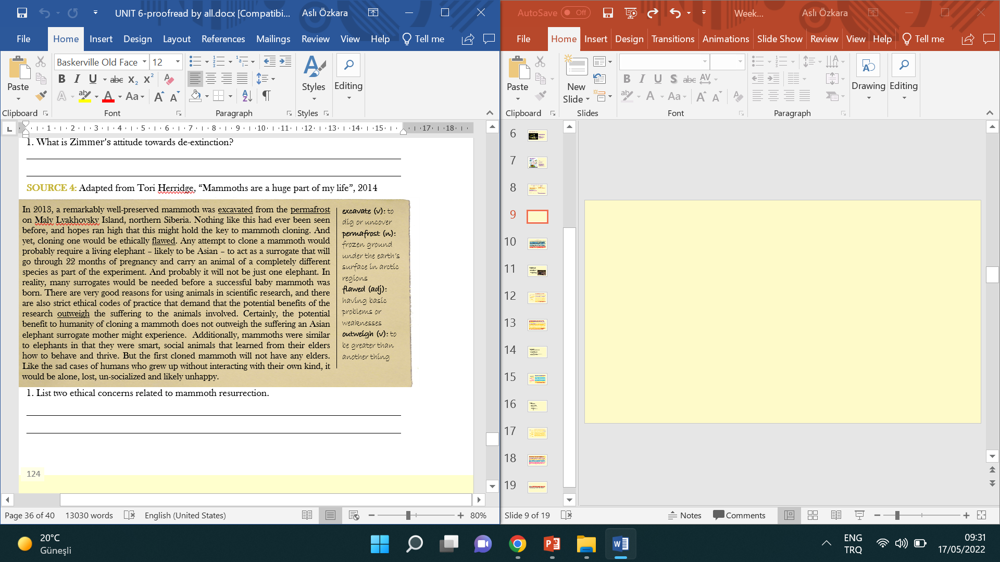 UNIT 6-proofread by all.docx [Compatibi...
Aslı Özkara
File Home Insert Design Layout References Mailings Review View Help Tell me
Paste
Baskerville Old Face 12
Styles
Editing
Clipboard Font Paragraph Styles
1 2 3 4 5 6 7 8 9 10 11 12 13 14 15 17 18
1. What is Zimmer's attitude towards de-extinction?
SOURCE 4: Adapted from Tori Herridge, “Mammoths are a huge part of my life”, 2014
In 2013, a remarkably well-preserved mammoth was excavated from the permafrost
on Maly Lyakhovsky Island, northern Siberia. Nothing like this had ever been seen
before, and hopes ran high that this might hold the key to mammoth cloning. And
yet, cloning one would be ethically flawed. Any attempt to clone a mammoth would
probably require a living elephant – likely to be Asian – to act as a surrogate that will
go through 22 months of pregnancy and carry an animal of a completely different
species as part of the experiment. And probably it will not be just one elephant. In
reality, many surrogates would be needed before a successful baby mammoth was
born. There are very good reasons for using animals in scientific research, and there
are also strict ethical codes of practice that demand that the potential benefits of the
research outweigh the suffering to the animals involved. Certainly, the potential
benefit to humanity of cloning a mammoth does not outweigh the suffering an Asian
elephant surrogate mother might experience. Additionally, mammoths were similar
to elephants in that they were smart, social animals that learned from their elders
how to behave and thrive. But the first cloned mammoth will not have any elders.
Like the sad cases of humans who grew up without interacting with their own kind, it
would be alone, lost, un-socialized and likely unhappy.
excavate (v): to
dig or uncover
permafrost (n):
frozen ground
under the earth's
surface in arctic
regions
flawed (adj):
having basic
problems or
weaknesses
outweigh (v): to
be greater than
another thing
1. List two ethical concerns related to mammoth resurrection.
124
Page 36 of 40 13030 words English (United States) 80%
AutoSave Off
Week...
Aslı Özkara
File Home Insert Design Transitions Animations Slide Show Review View Help Tell me
Paste
New
Slide
Drawing
Editing
Clipboard Slides Font Paragraph
6
7
8
9
10
11
12
13
14
15
16
17
18
19
Slide 9 of 19 Notes Comments
20°C
Güneşli
ENG
TRQ
09:31
17/05/2022